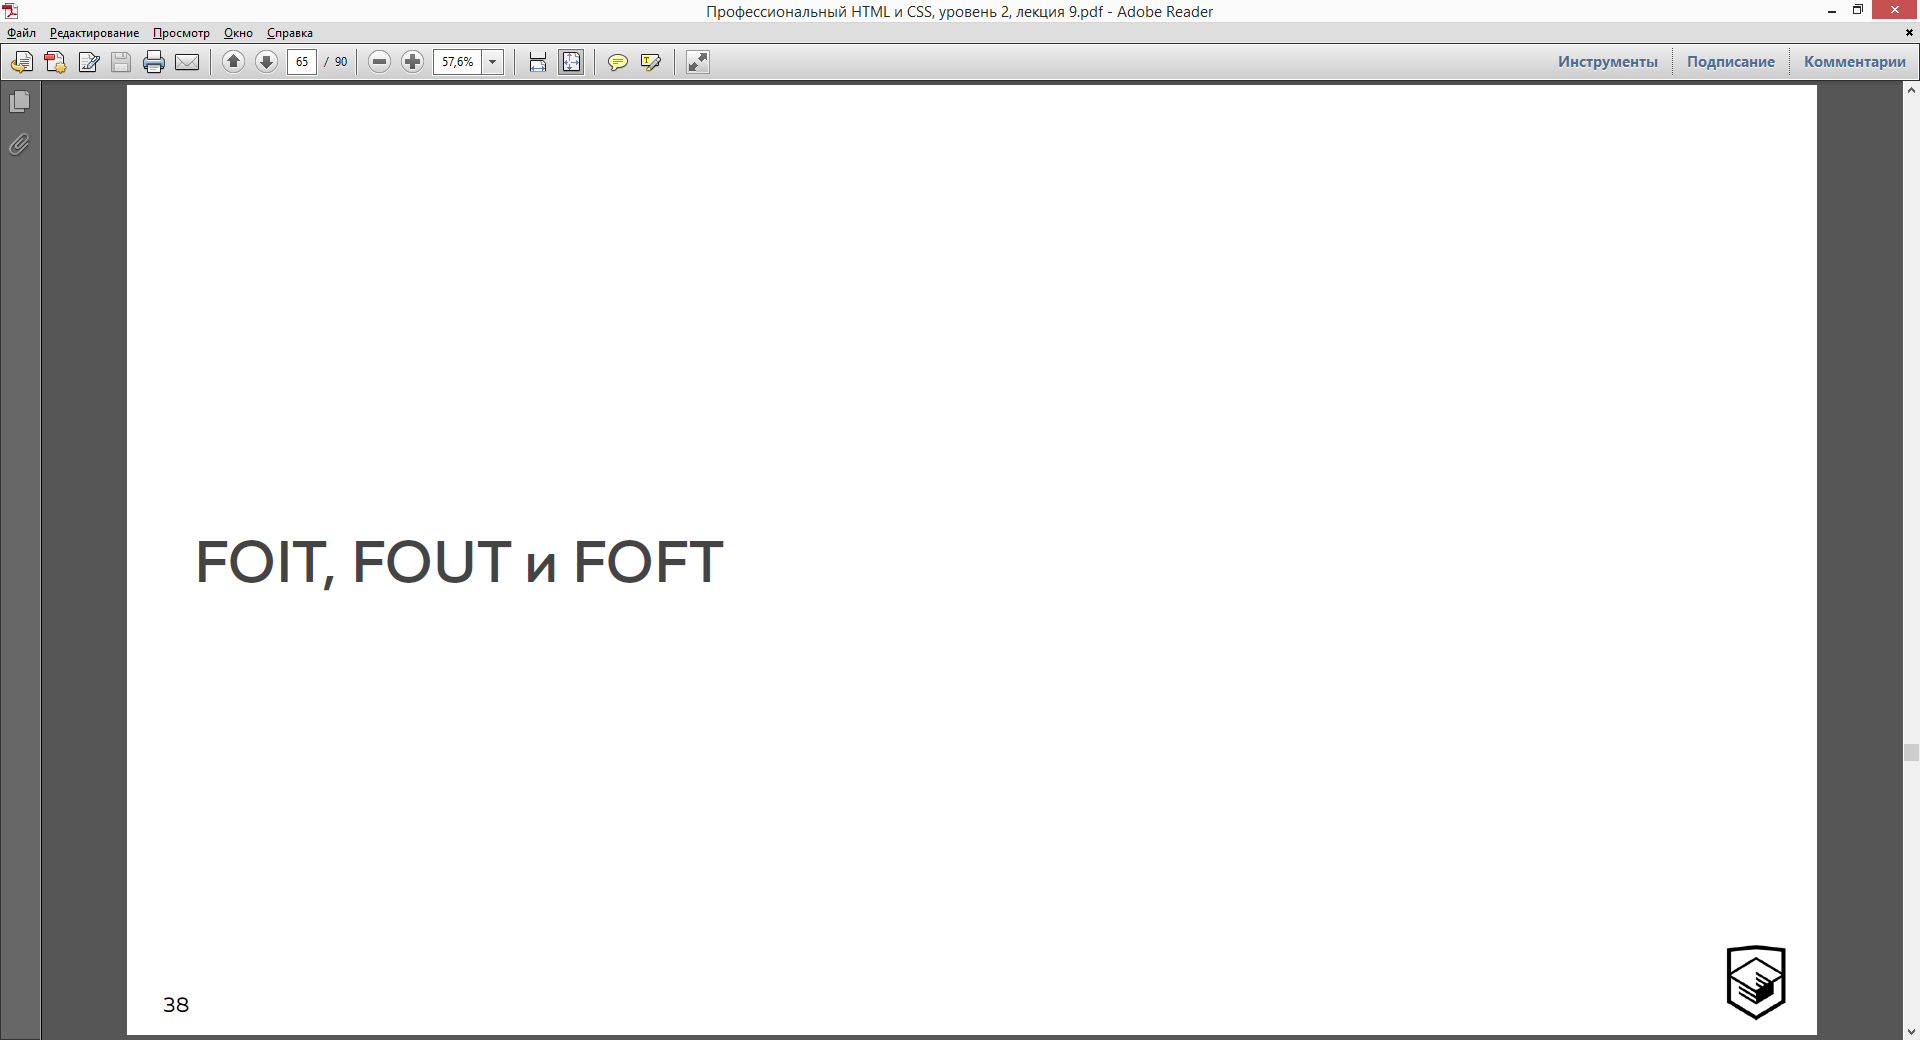 Профессиональный HTML и CSS, уровень 2, лекция 9.pdf - Adobe Reader
Файл Редактирование Просмотр Окно Справка
65 / 90 57,6% Инструменты Подписание Комментарии
FOIT, FOUT и FOFT
38